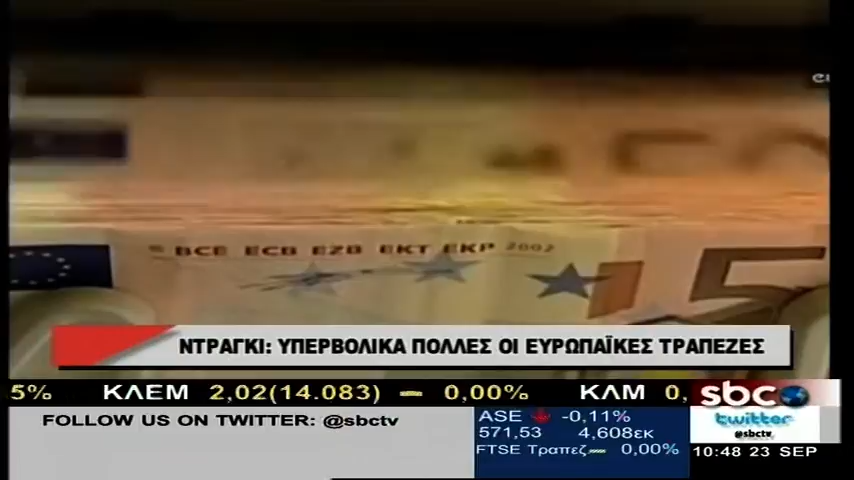 © BCE ECB EZB EKT EKP 2002
ΝΤΡΑΓΚΙ: ΥΠΕΡΒΟΛΙΚΑ ΠΟΛΛΕΣ ΟΙ ΕΥΡΩΠΑΪΚΕΣ ΤΡΑΠΕΖΕΣ
5% ΚΛΕΜ 2,02(14.083) 0,00% ΚΛΜ 0,
sbc
FOLLOW US ON TWITTER: @sbctv
ASE -0,11%
571,53 4,608εκ
FTSE Τραπεζ 0,00%
twitter
@sbctv
10:48 23 SEP